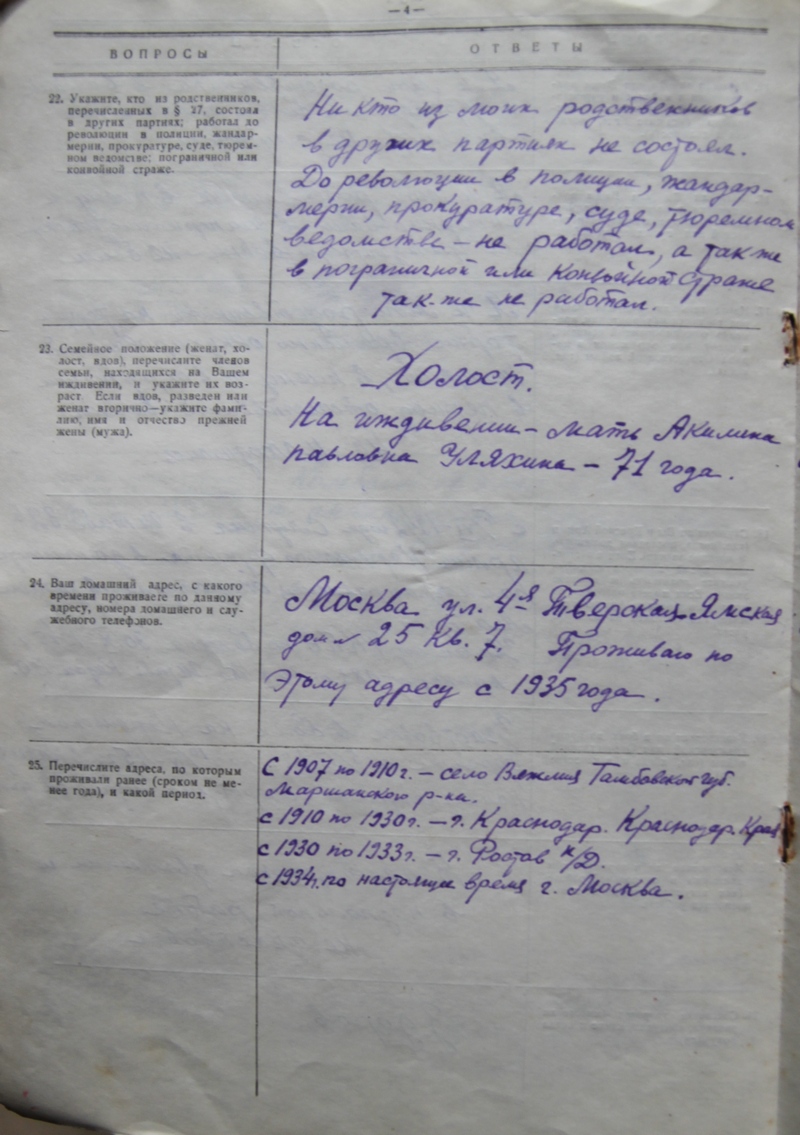 —4—
ВОПРОСЫ
ОТВЕТЫ
22. Укажите, кто из родственников,
перечисленных в § 27, состоял
в других партиях; работал до
революции в полиции, жандар-
мерии, прокуратуре, суде, тюрем-
ном ведомстве; пограничной или
конвойной страже.
Ни кто из моих родственников
в других партиях не состоял.
До революции в полиции, жандар-
мерии, прокуратуре, суде, тюремном
ведомстве – не работал, а так же
в пограничной или конвойной страже
так-же не работал.
23. Семейное положение (женат, хо-
лост, вдов), перечислите членов
семьи, находящихся на Вашем
иждивении, и укажите их воз-
раст. Если вдов, разведен или
женат вторично—укажите фами-
лию, имя и отчество прежней
жены (мужа).
Холост.
На иждивении – мать Акилина
павловна Уляхина – 71 года.
24. Ваш домашний адрес, с какого
времени проживаете по данному
адресу, номера домашнего и слу-
жебного телефонов.
Москва ул. 4я Тверская-Ямская
дом 25 кв. 7. Проживаю по
этому адресу с 1935 года.
25. Перечислите адреса, по которым
проживали ранее (сроком не ме-
нее года), и какой период.
С 1907 по 1910 г. – село Вяжли Тамбовской губ.
Маршанского р-на.
с 1910 по 1930 г. – г. Краснодар. Краснодар. Края
с 1930 по 1933 г. – г. Ростов н/Д.
с 1934 г. по настоящее время г. Москва.